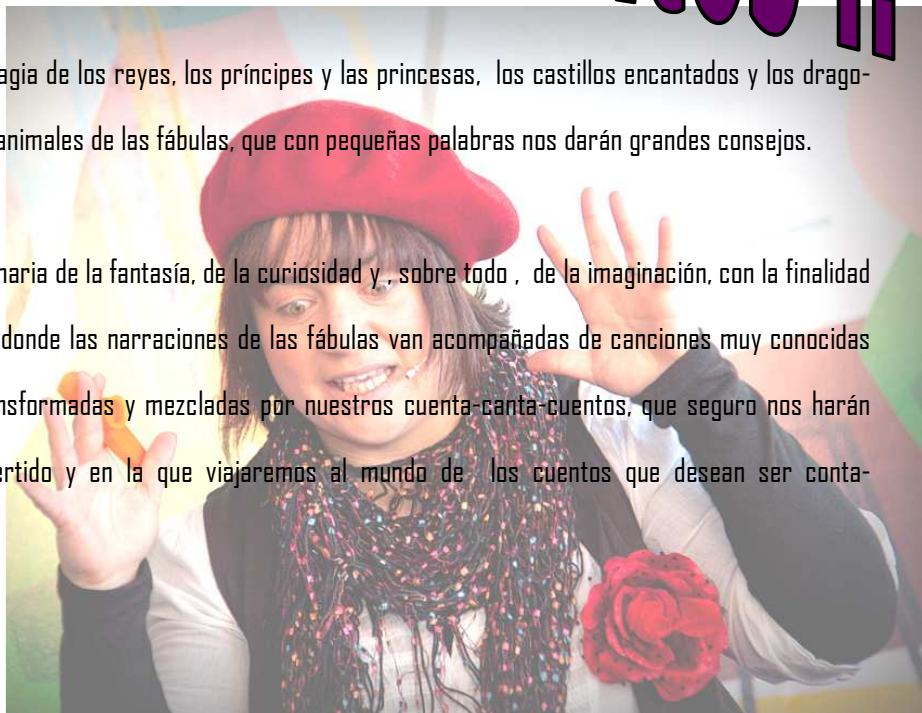 agia de los reyes, los príncipes y las princesas, los castillos encantados y los drago-
animales de las fábulas, que con pequeñas palabras nos darán grandes consejos.
naria de la fantasía, de la curiosidad y , sobre todo , de la imaginación, con la finalidad
donde las narraciones de las fábulas van acompañadas de canciones muy conocidas
nsformadas y mezcladas por nuestros cuenta-canta-cuentos, que seguro nos harán
ertido y en la que viajaremos al mundo de los cuentos que desean ser conta-